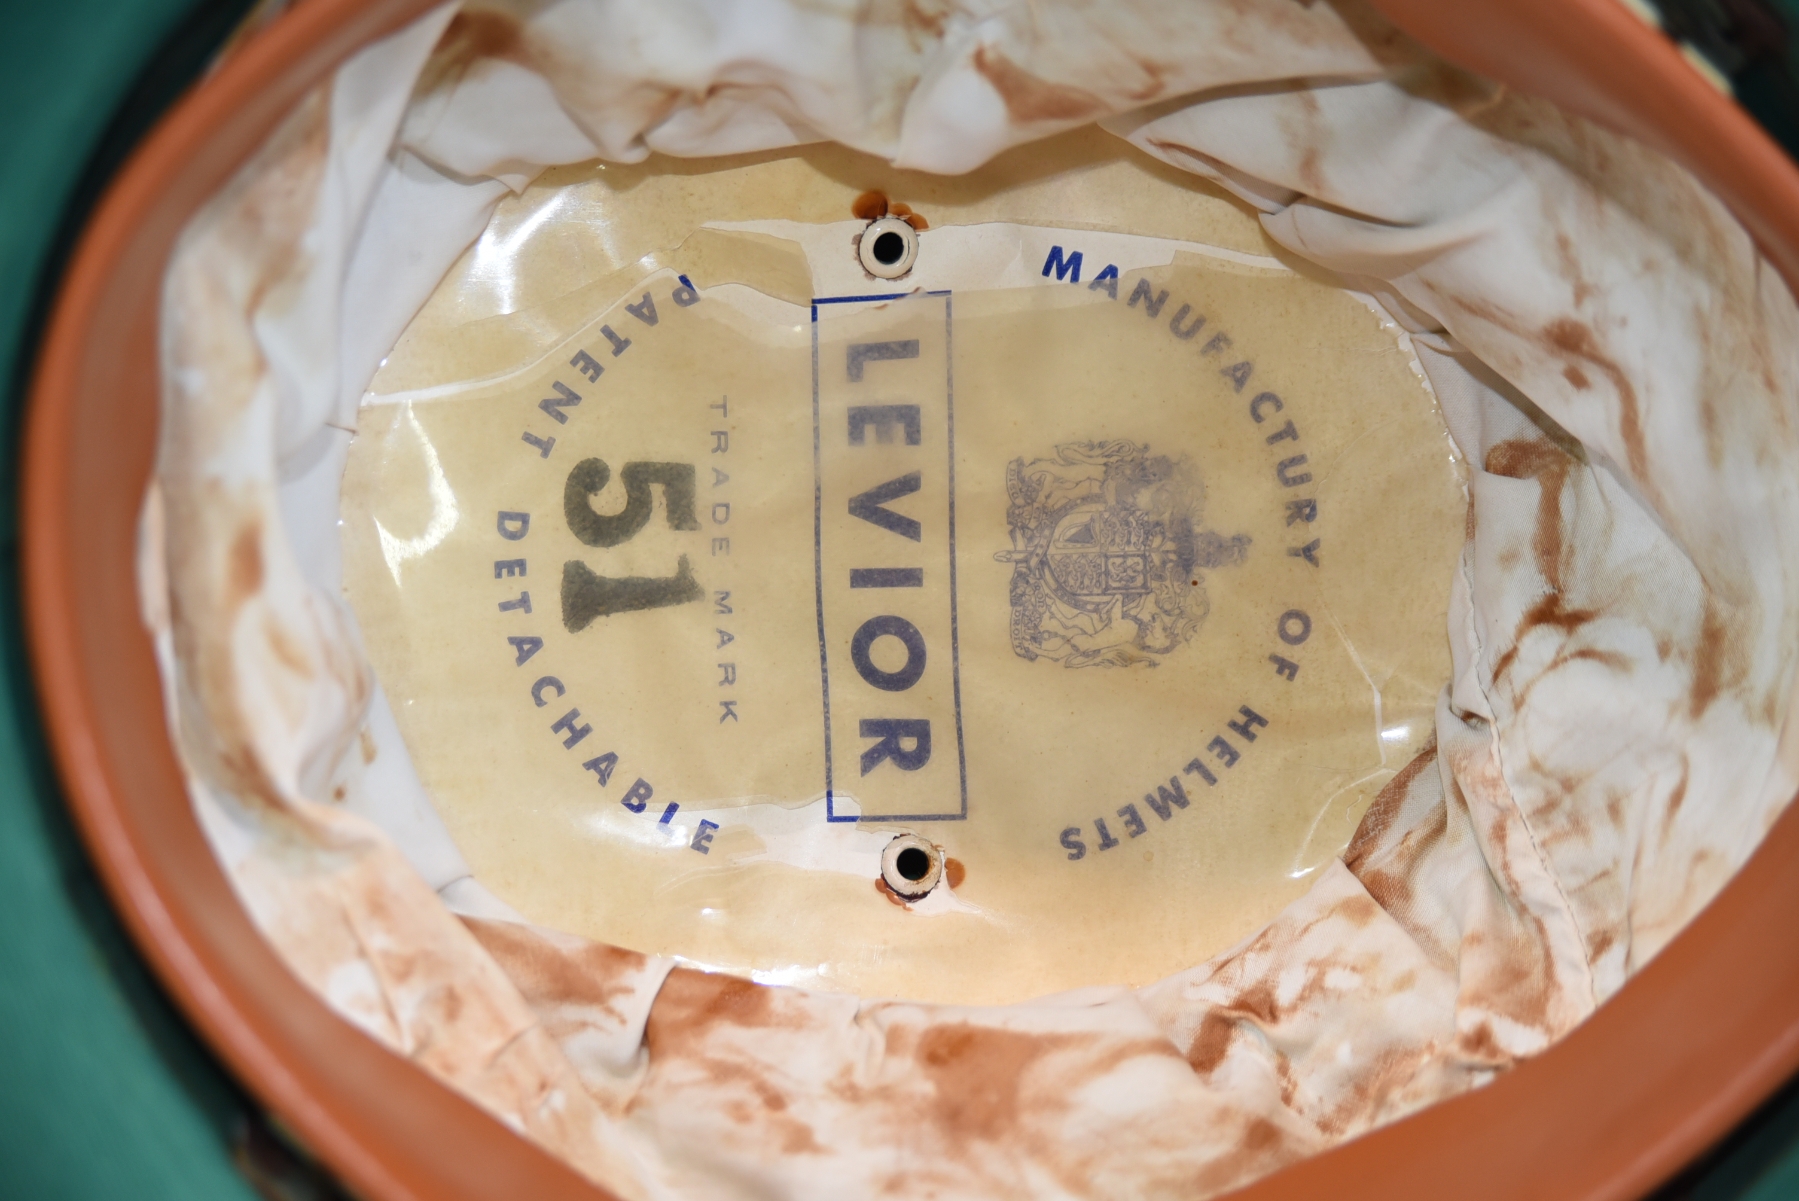 MANUFACTURY OF HELMETS
LEVIOR
TRADE MARK
51
PATENT DETACHABLE